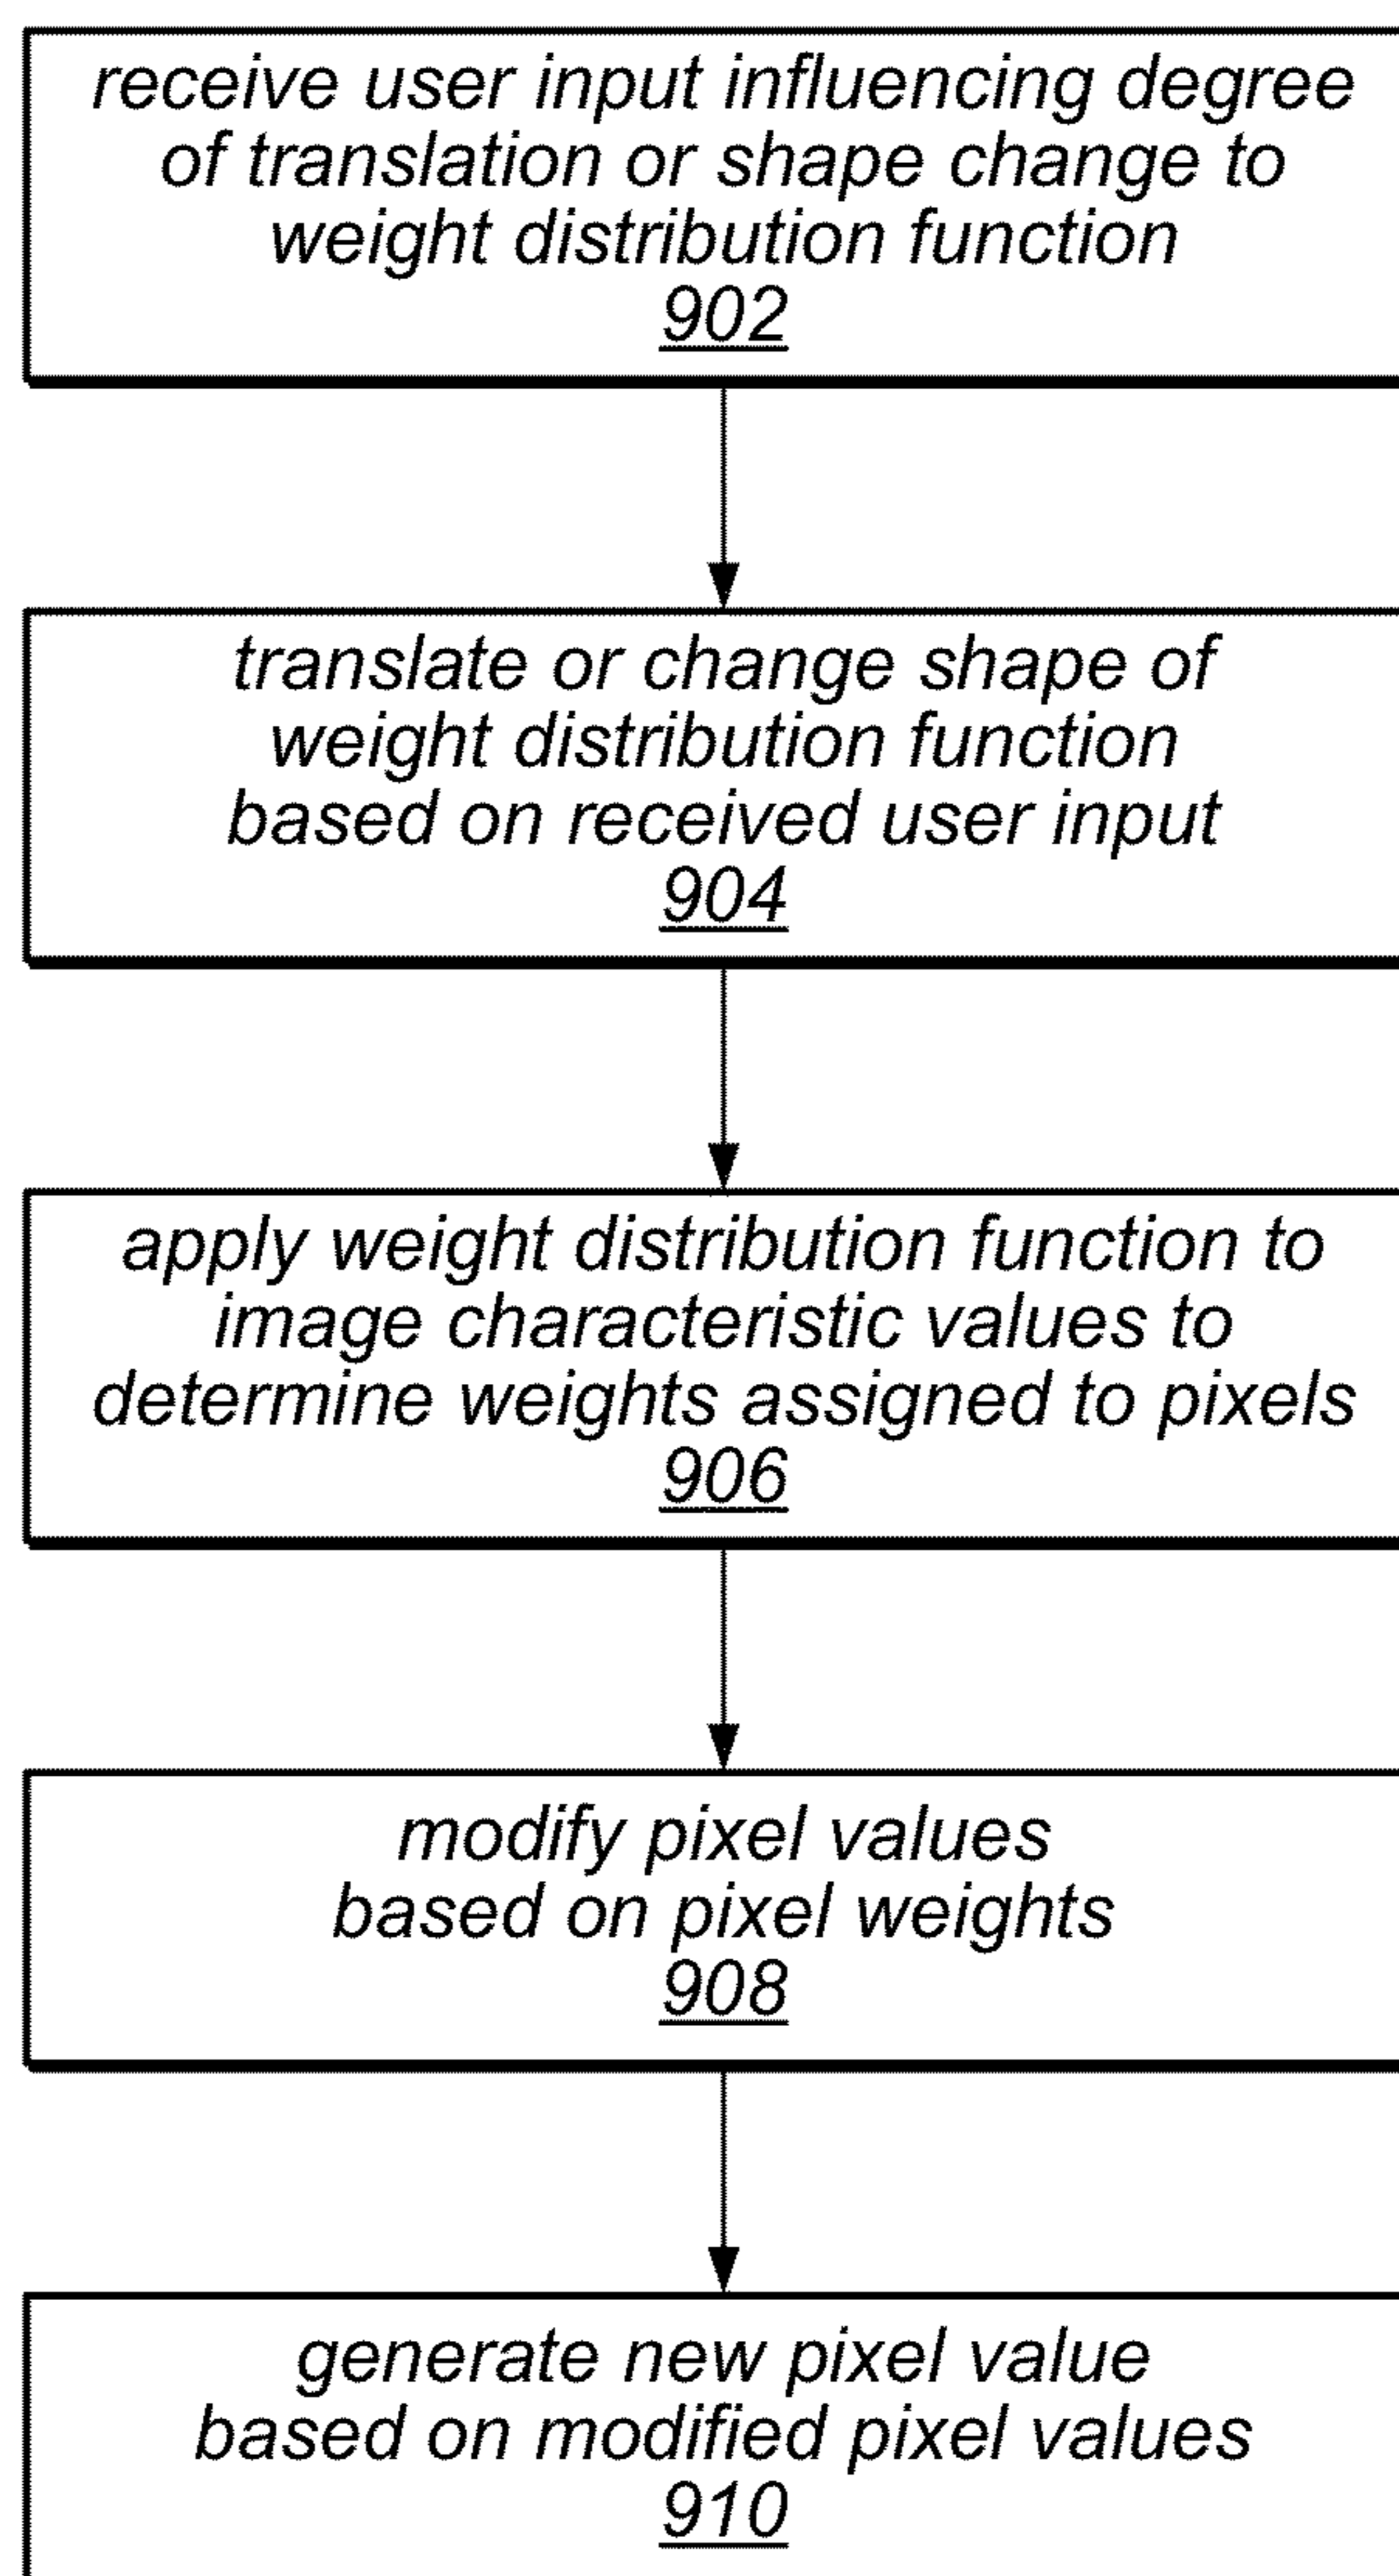 receive user input influencing degree
of translation or shape change to
weight distribution function
902
translate or change shape of
weight distribution function
based on received user input
904
apply weight distribution function to
image characteristic values to
determine weights assigned to pixels
906
modify pixel values
based on pixel weights
908
generate new pixel value
based on modified pixel values
910